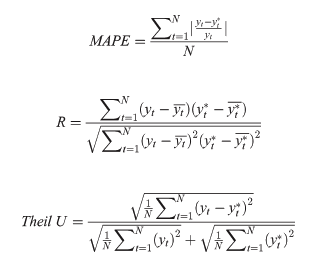 MAPE = \frac{\sum_{t=1}^{N} |\frac{y_t - y_t^*}{y_t}|}{N}
R = \frac{\sum_{t=1}^{N} (y_t - \overline{y_t})(y_t^* - \overline{y_t^*})}{\sqrt{\sum_{t=1}^{N} (y_t - \overline{y_t})^2 (y_t^* - \overline{y_t^*})^2}}
Theil U = \frac{\sqrt{\frac{1}{N} \sum_{t=1}^{N} (y_t - y_t^*)^2}}{\sqrt{\frac{1}{N} \sum_{t=1}^{N} (y_t)^2} + \sqrt{\frac{1}{N} \sum_{t=1}^{N} (y_t^*)^2}}